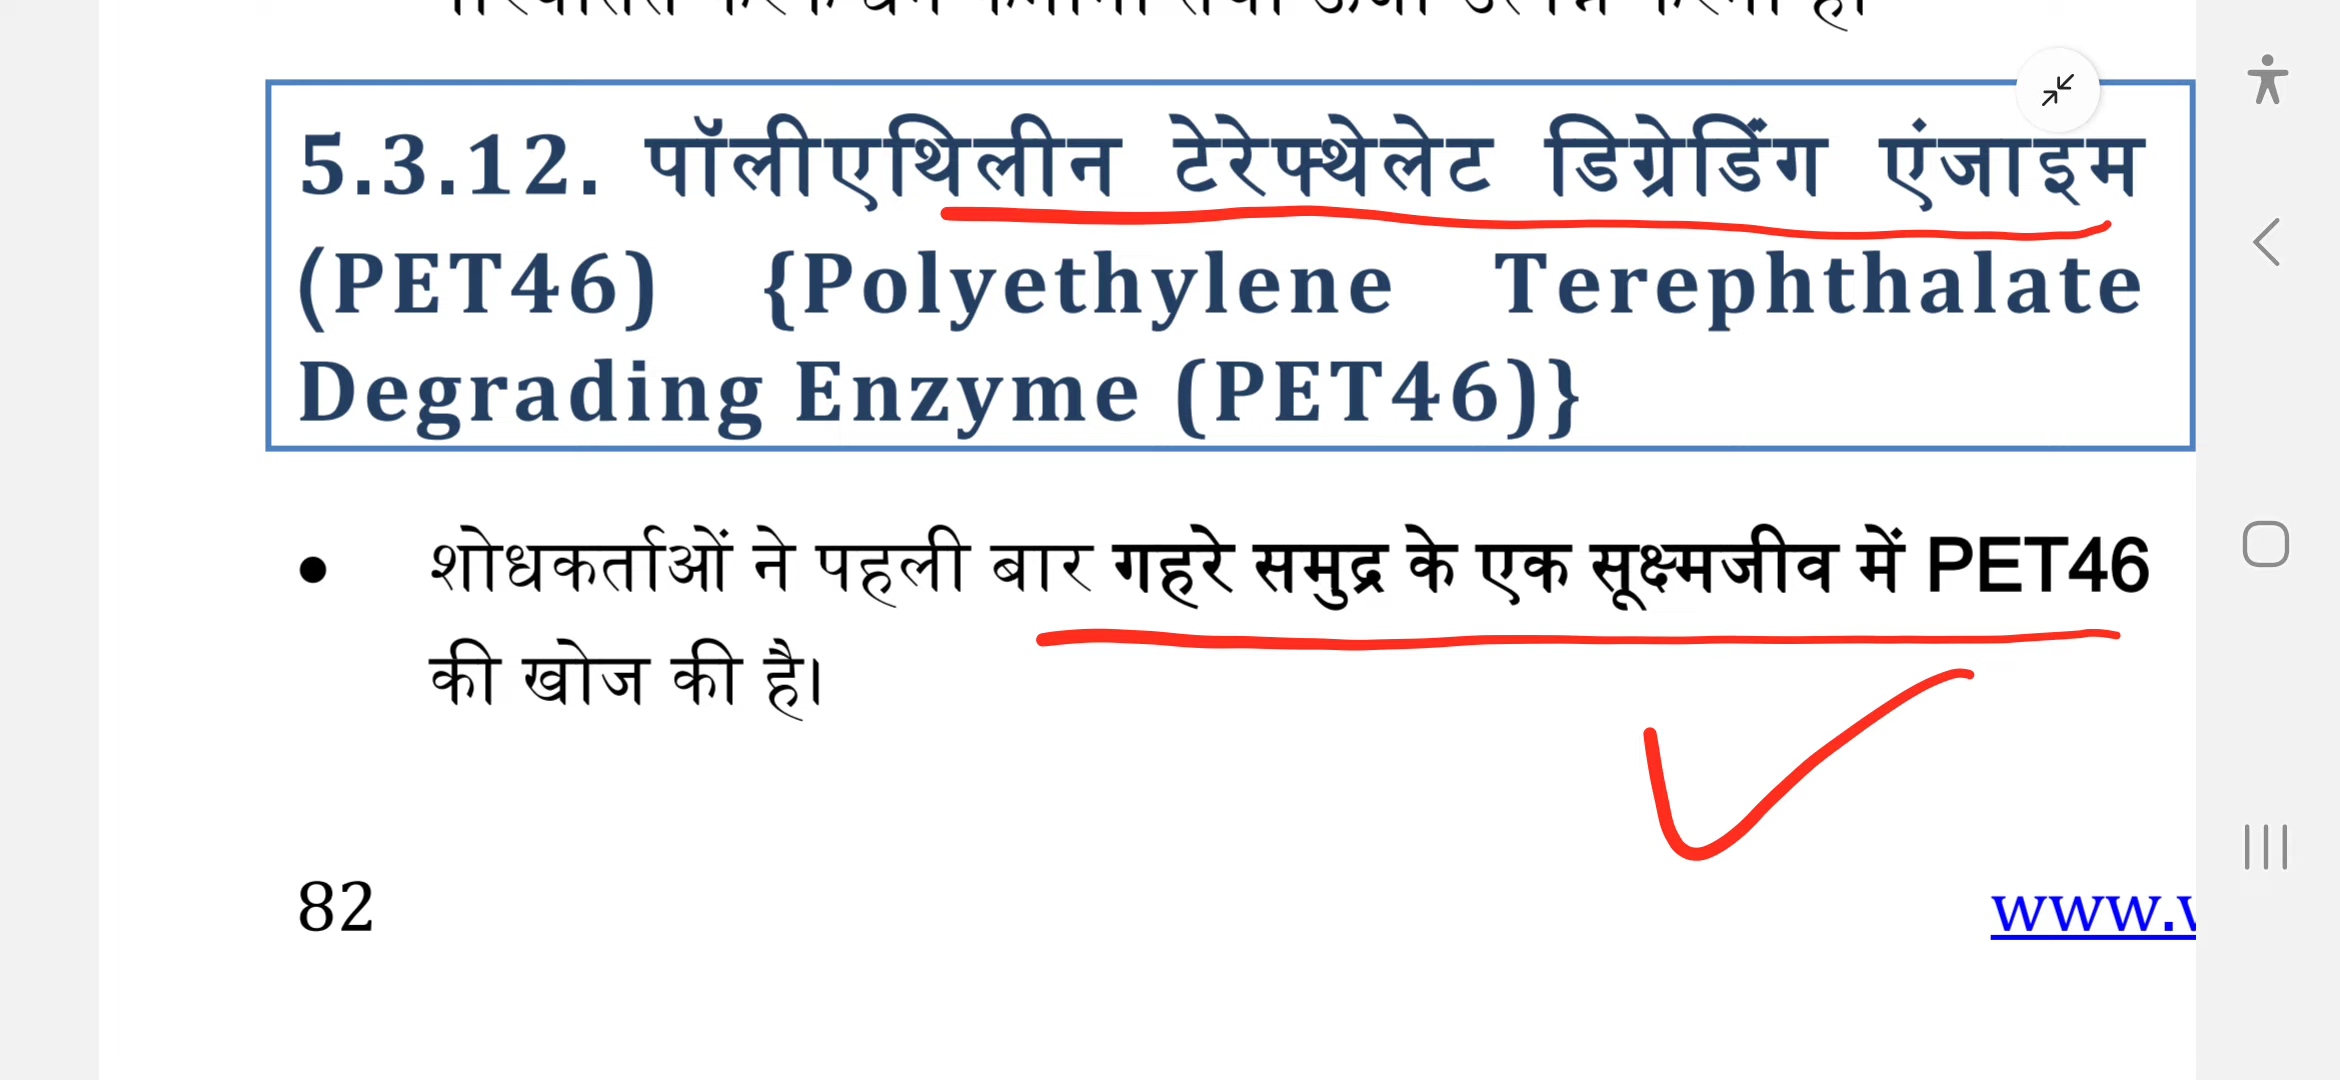 5.3.12. पॉलीएथिलीन टेरेफ्थेलेट डिग्रेडिंग एंजाइम
(PET46) {Polyethylene Terephthalate
Degrading Enzyme (PET46)}
• शोधकर्ताओं ने पहली बार गहरे समुद्र के एक सूक्ष्मजीव में PET46
की खोज की है।
82
www.